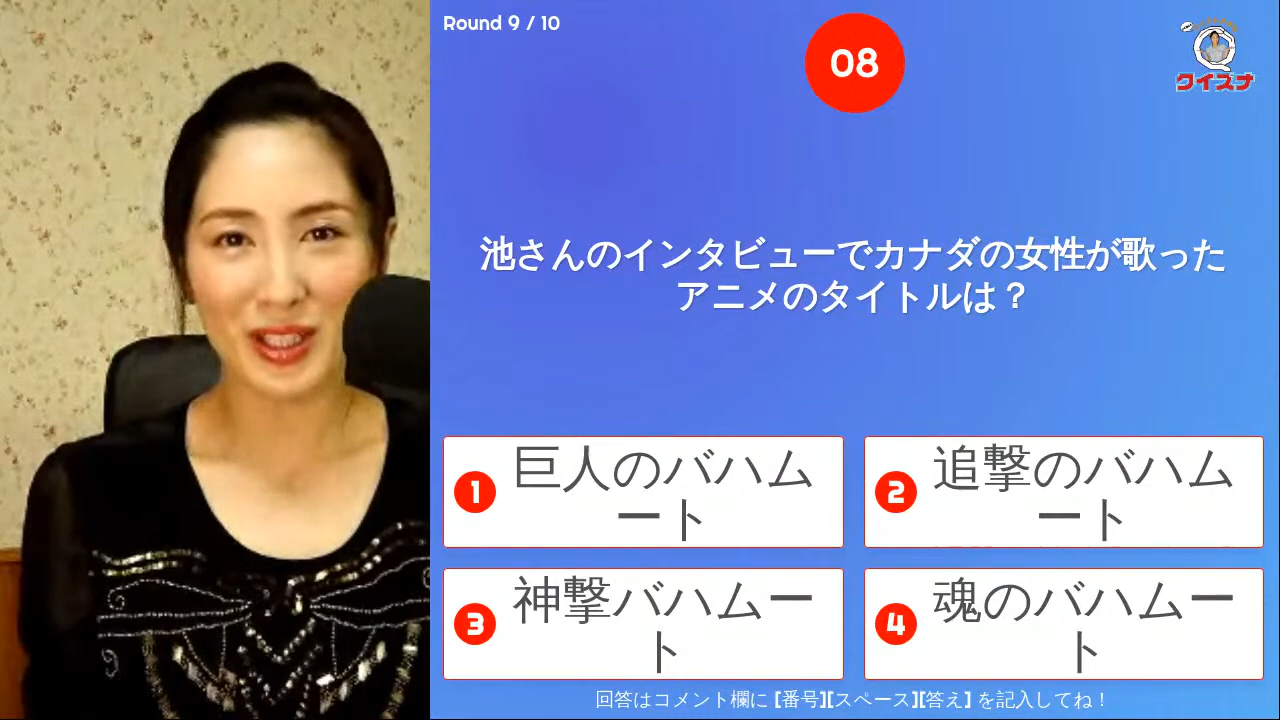 Round 9 / 10
08
クイズナ
池さんのインタビューでカナダの女性が歌った
アニメのタイトルは？
1 巨人のバハム
ート
2 追撃のバハム
ート
3 神撃バハムー
ト
4 魂のバハムー
ト
回答はコメント欄に [番号][スペース][答え] を記入してね！